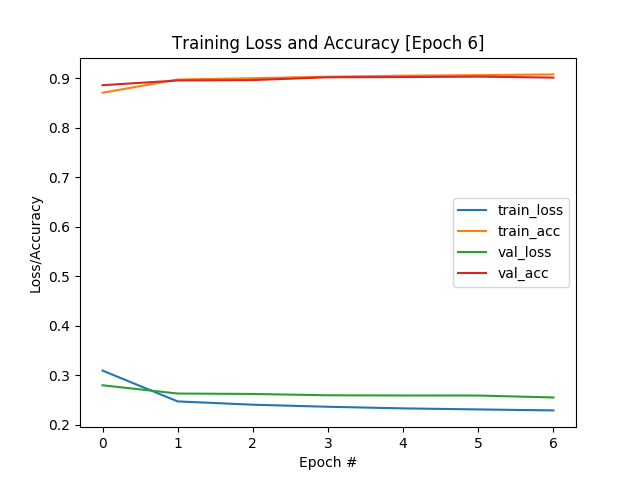 Training Loss and Accuracy [Epoch 6]
0.9
0.8
0.7
0.6
0.5
0.4
0.3
0.2
Loss/Accuracy
train_loss
train_acc
val_loss
val_acc
0 1 2 3 4 5 6
Epoch #